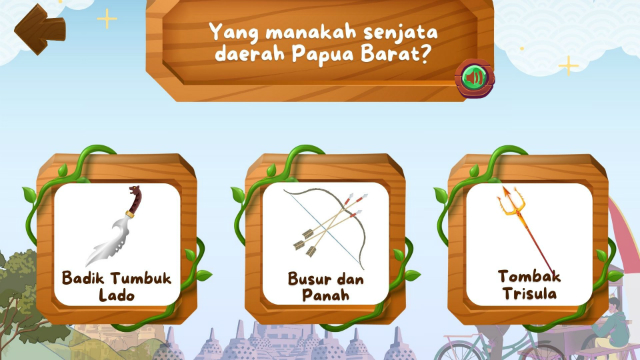 Yang manakah senjata
daerah Papua Barat?
Badik Tumbuk
Lado
Busur dan
Panah
Tombak
Trisula